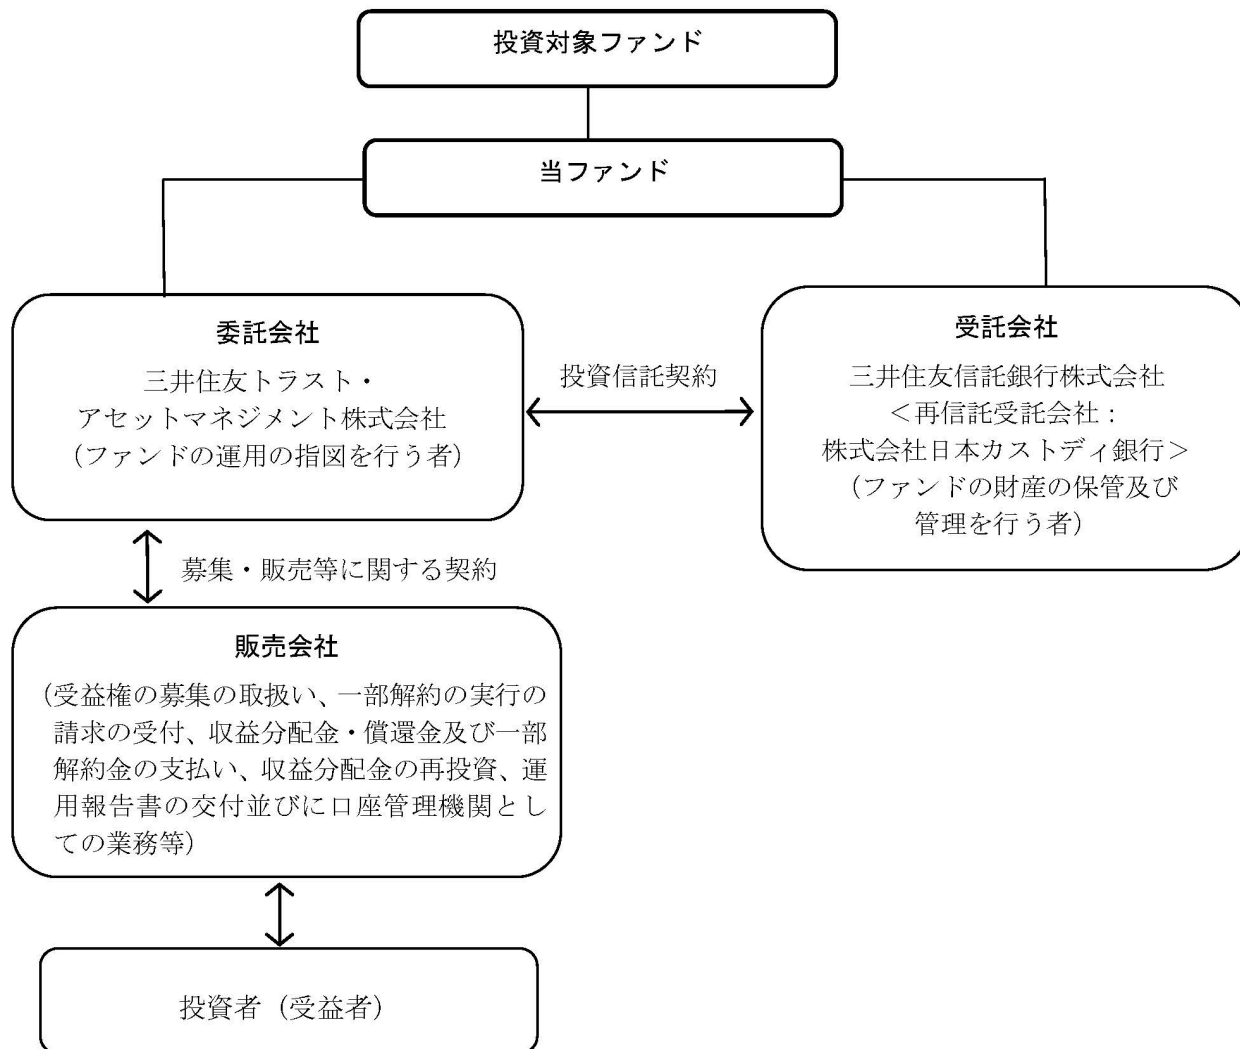 投資対象ファンド
当ファンド
委託会社
三井住友トラスト・
アセットマネジメント株式会社
（ファンドの運用の指図を行う者）
投資信託契約
受託会社
三井住友信託銀行株式会社
＜再信託受託会社：
株式会社日本カストディ銀行＞
（ファンドの財産の保管及び
管理を行う者）
募集・販売等に関する契約
販売会社
（受益権の募集の取扱い、一部解約の実行の
請求の受付、収益分配金・償還金及び一部
解約金の支払い、収益分配金の再投資、運
用報告書の交付並びに口座管理機関とし
ての業務等）
投資者（受益者）